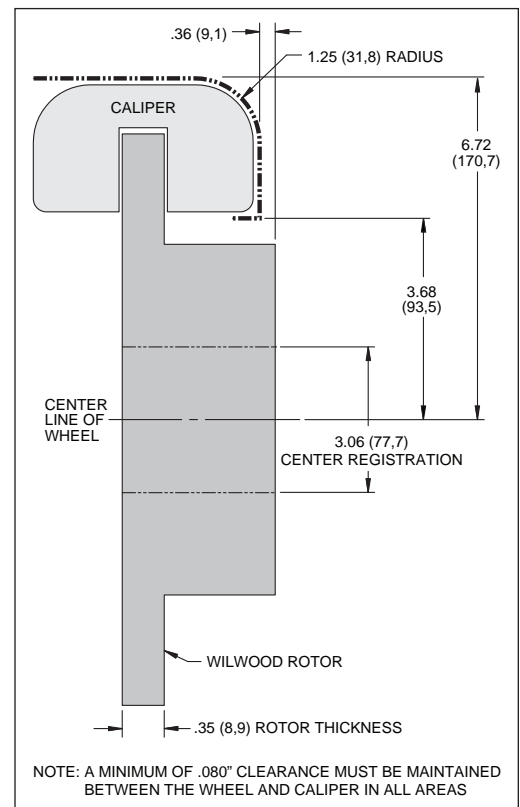 .36 (9,1)
1.25 (31,8) RADIUS
CALIPER
6.72
(170,7)
3.68
(93,5)
CENTER
LINE OF
WHEEL
3.06 (77,7)
CENTER REGISTRATION
WILWOOD ROTOR
.35 (8,9) ROTOR THICKNESS
NOTE: A MINIMUM OF .080" CLEARANCE MUST BE MAINTAINED
BETWEEN THE WHEEL AND CALIPER IN ALL AREAS